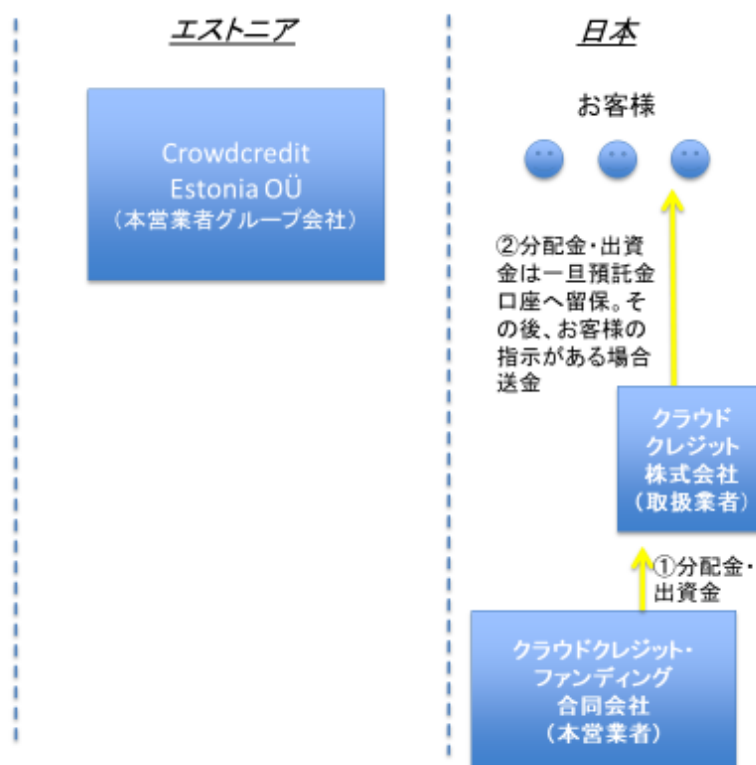 エストニア
日本
Crowdcredit
Estonia OÜ
（本営業者グループ会社）
お客様
②分配金・出資
金は一旦預託金
口座へ留保。そ
の後、お客様の
指示がある場合
送金
クラウド
クレジット
株式会社
（取扱業者）
①分配金・
出資金
クラウドクレジット・
ファンディング
合同会社
（本営業者）